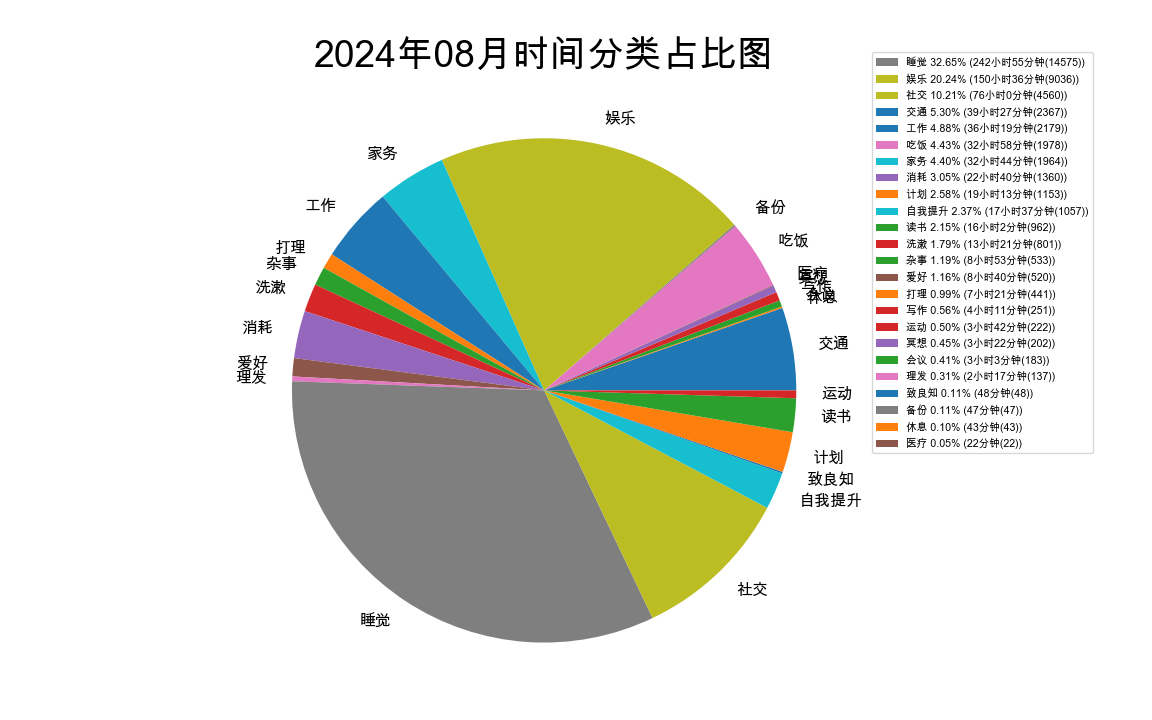 2024年08月时间分类占比图
睡觉 32.65% (242小时55分钟(14575))
娱乐 20.24% (150小时36分钟(9036))
社交 10.21% (76小时0分钟(4560))
交通 5.30% (39小时27分钟(2367))
工作 4.88% (36小时19分钟(2179))
吃饭 4.43% (32小时58分钟(1978))
家务 4.40% (32小时44分钟(1964))
消耗 3.05% (22小时40分钟(1360))
计划 2.58% (19小时13分钟(1153))
自我提升 2.37% (17小时37分钟(1057))
读书 2.15% (16小时2分钟(962))
洗漱 1.79% (13小时21分钟(801))
杂事 1.19% (8小时53分钟(533))
爱好 1.16% (8小时40分钟(520))
打理 0.99% (7小时21分钟(441))
写作 0.56% (4小时11分钟(251))
运动 0.50% (3小时42分钟(222))
冥想 0.45% (3小时22分钟(202))
会议 0.41% (3小时3分钟(183))
理发 0.31% (2小时17分钟(137))
致良知 0.11% (48分钟(48))
备份 0.11% (47分钟(47))
休息 0.10% (43分钟(43))
医疗 0.05% (22分钟(22))
娱乐
家务
备份
工作
吃饭
打理
杂事
医疗
洗漱
写作
休息
消耗
交通
爱好
理发
运动
读书
计划
致良知
自我提升
社交
睡觉